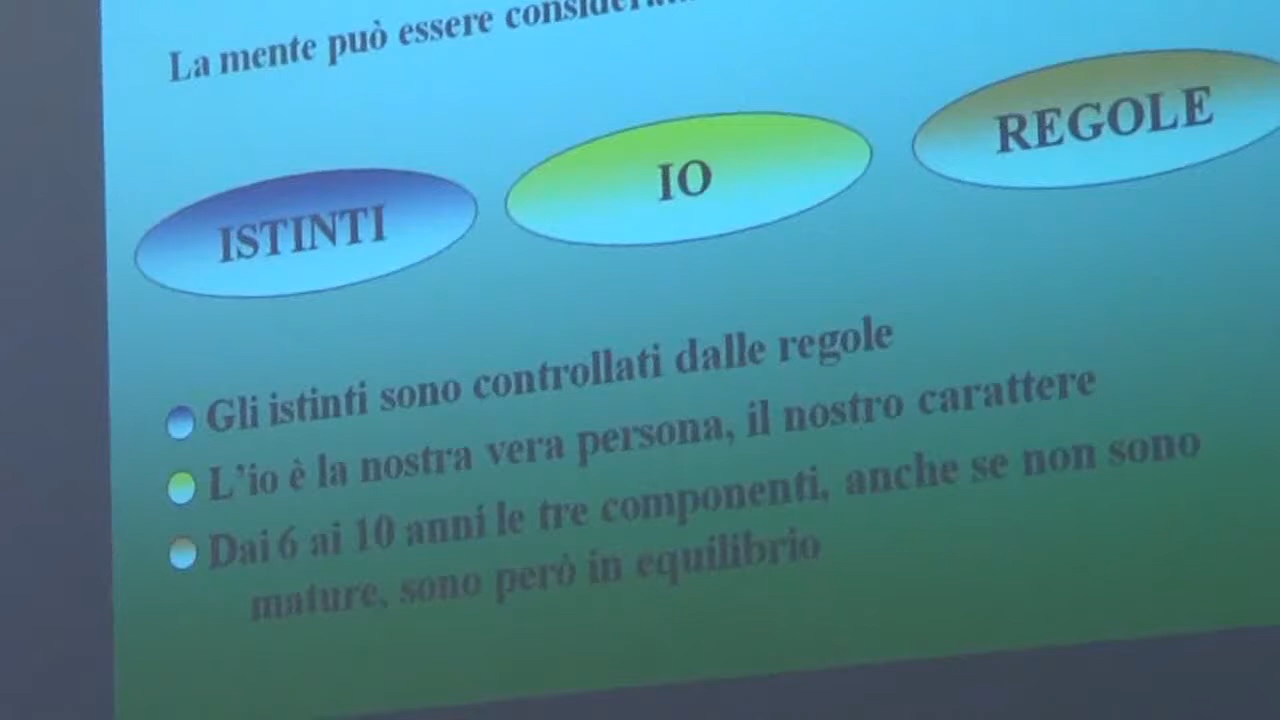 La mente può essere
ISTINTI
IO
REGOLE
Gli istinti sono controllati dalle regole
L'io è la nostra vera persona, il nostro carattere
Dai 6 ai 10 anni le tre componenti, anche se non sono
mature, sono però in equilibrio